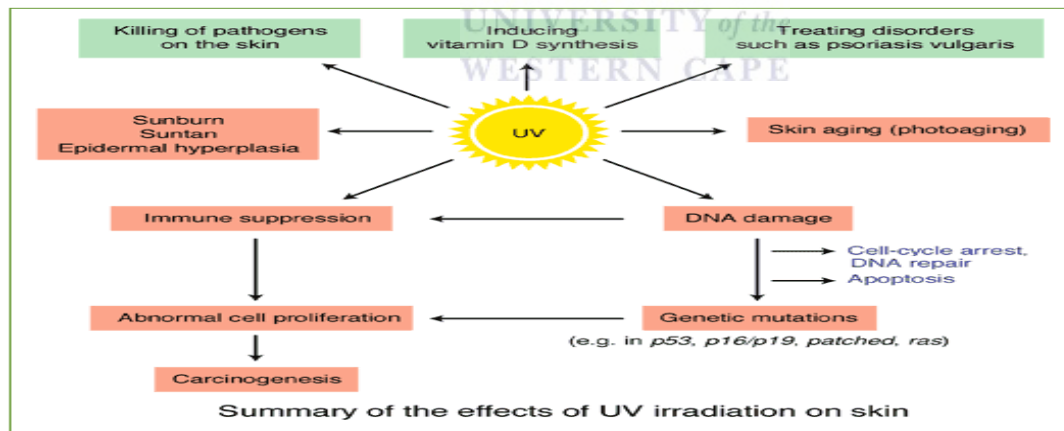 UNIVERSITY of the
WESTERN CAPE
Killing of pathogens
on the skin
Inducing
vitamin D synthesis
Treating disorders
such as psoriasis vulgaris
Sunburn
Suntan
Epidermal hyperplasia
UV
Skin aging (photoaging)
Immune suppression
DNA damage
Cell-cycle arrest,
DNA repair
Apoptosis
Abnormal cell proliferation
Genetic mutations
(e.g. in p53, p16/p19, patched, ras)
Carcinogenesis
Summary of the effects of UV irradiation on skin